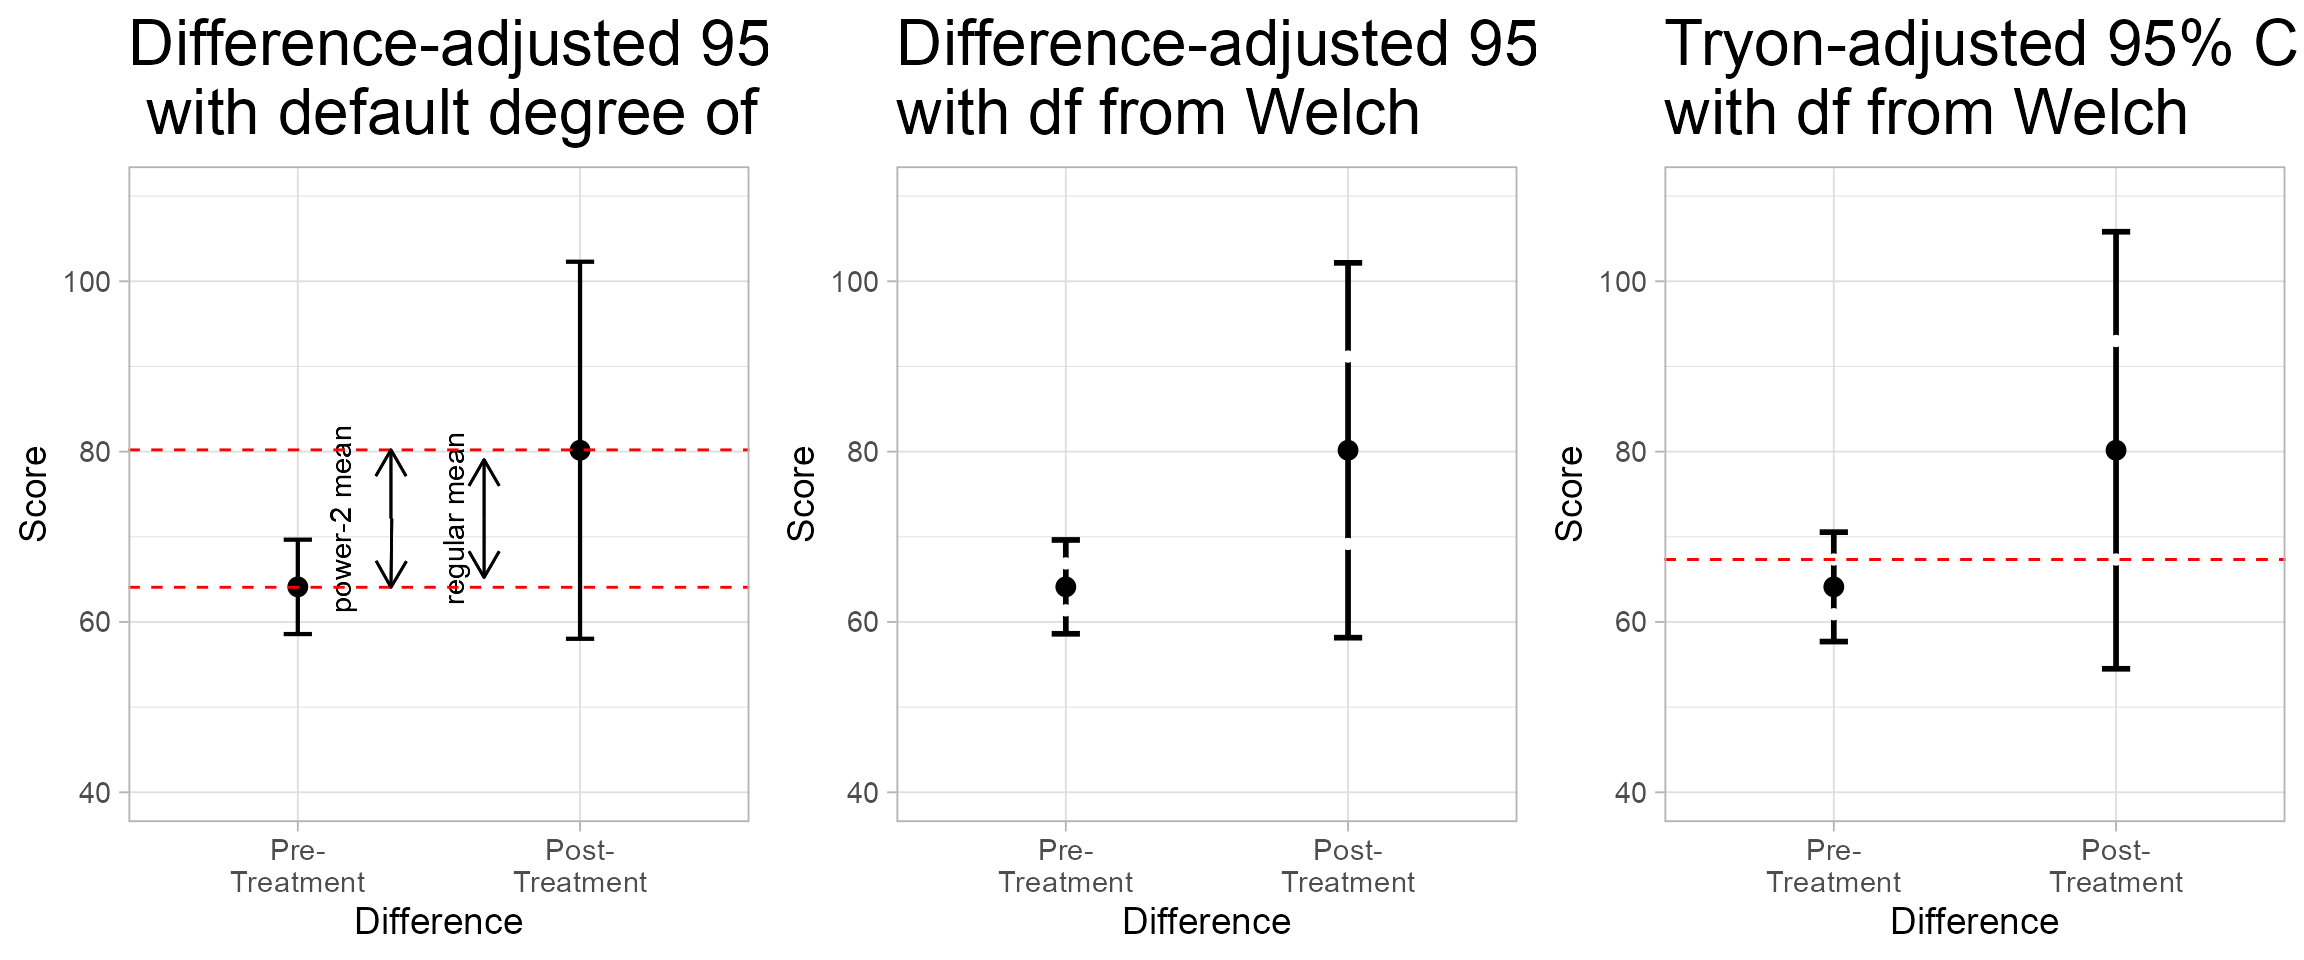 Difference-adjusted 95
with default degree of
Score
100
80
60
40
power-2 mean
regular mean
Pre-
Treatment
Post-
Treatment
Difference
Difference-adjusted 95
with df from Welch
Score
100
80
60
40
Pre-
Treatment
Post-
Treatment
Difference
Tryon-adjusted 95% C
with df from Welch
Score
100
80
60
40
Pre-
Treatment
Post-
Treatment
Difference